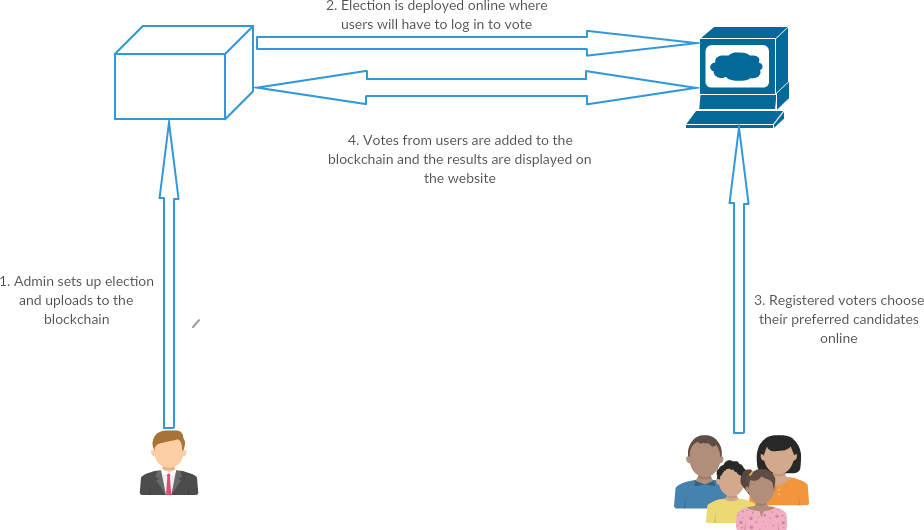 2. Election is deployed online where
users will have to log in to vote
4. Votes from users are added to the
blockchain and the results are displayed on
the website
1. Admin sets up election
and uploads to the
blockchain
3. Registered voters choose
their preferred candidates
online